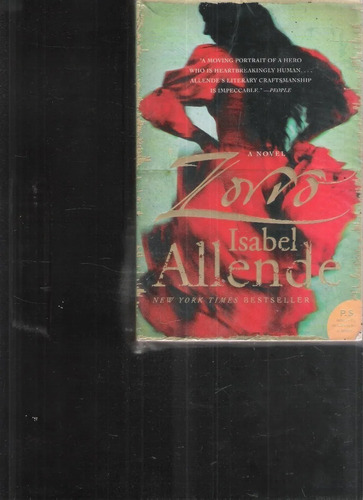 "A MOVING PORTRAIT OF A HERO
WHO IS HEARTBREAKINGLY HUMAN. . . .
ALLENDE'S LITERARY CRAFTSMANSHIP
IS IMPECCABLE." —PEOPLE
A NOVEL
Zorro
Isabel
Allende
NEW YORK TIMES BESTSELLER
P.S.